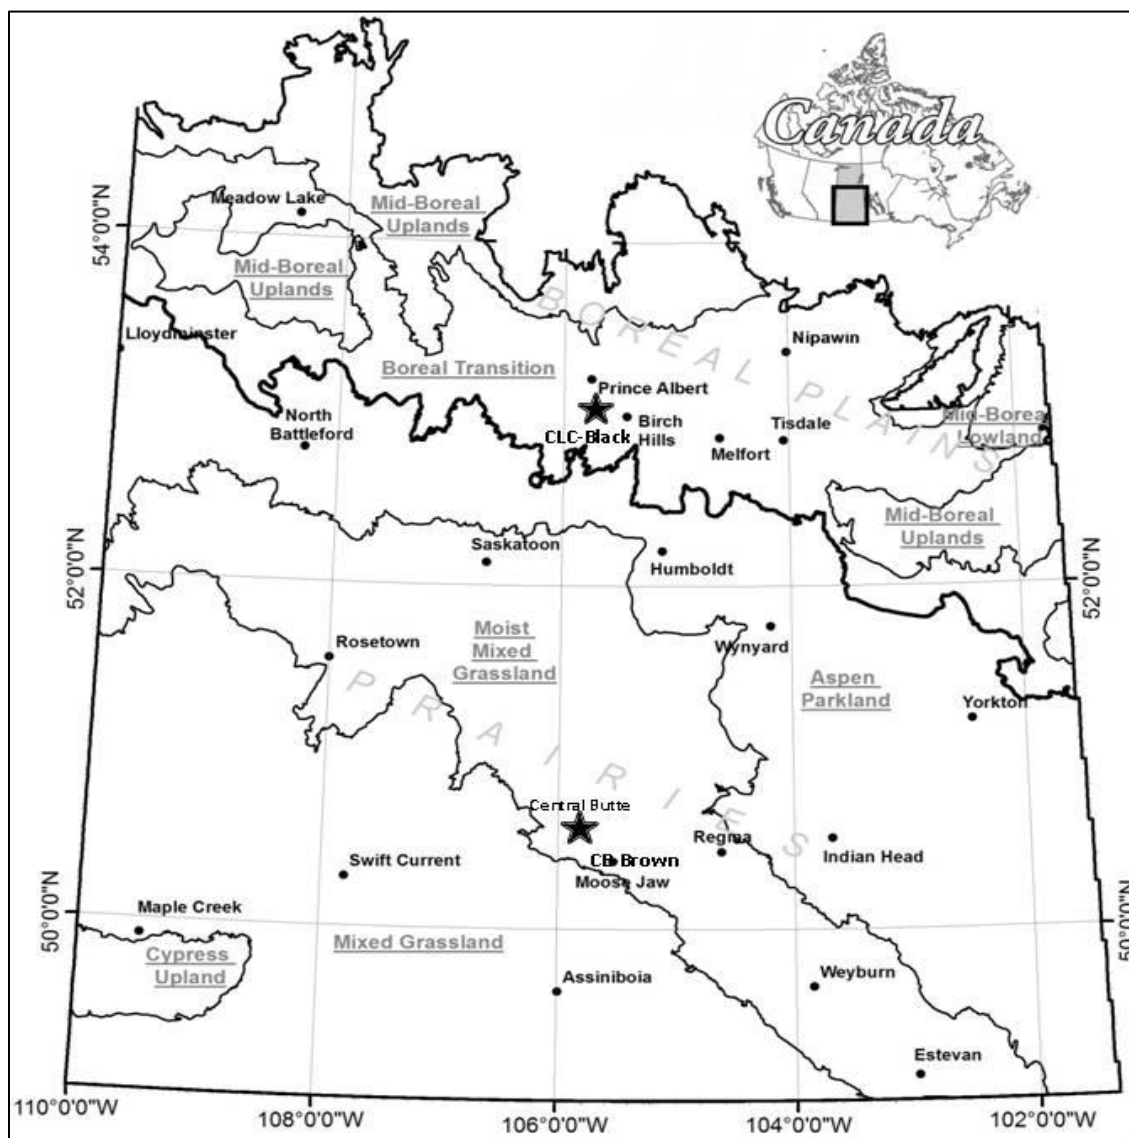 Canada
Meadow Lake
Mid-Boreal
Uplands
54°0'0"N
Mid-Boreal
Uplands
BOREAL PLAINS
Lloydminster
Nipawin
Boreal Transition
Prince Albert
North
Battleford
CLC-Black
Birch
Hills
Tisdale
Melfort
Mid-Borea
Lowland
Mid-Boreal
Uplands
Saskatoon
Humboldt
52°0'0"N
52°0'0"N
Rosetown
Moist
Mixed
Grassland
Wynyard
Aspen
Parkland
Yorkton
PRAIRIES
Central Butte
Regina
Indian Head
Swift Current
CB-Brown
Moose Jaw
Maple Creek
50°0'0"N
50°0'0"N
Cypress
Upland
Mixed Grassland
Assiniboia
Weyburn
Estevan
110°0'0"W
108°0'0"W
106°0'0"W
104°0'0"W
102°0'0"W